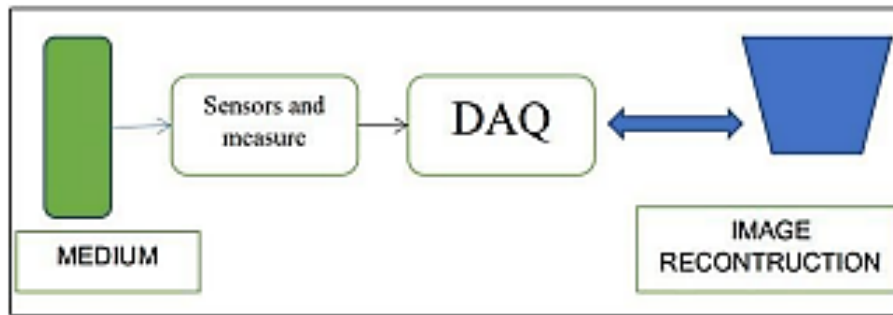 Sensors and
measure
DAQ
MEDIUM
IMAGE
RECONTRUCTION